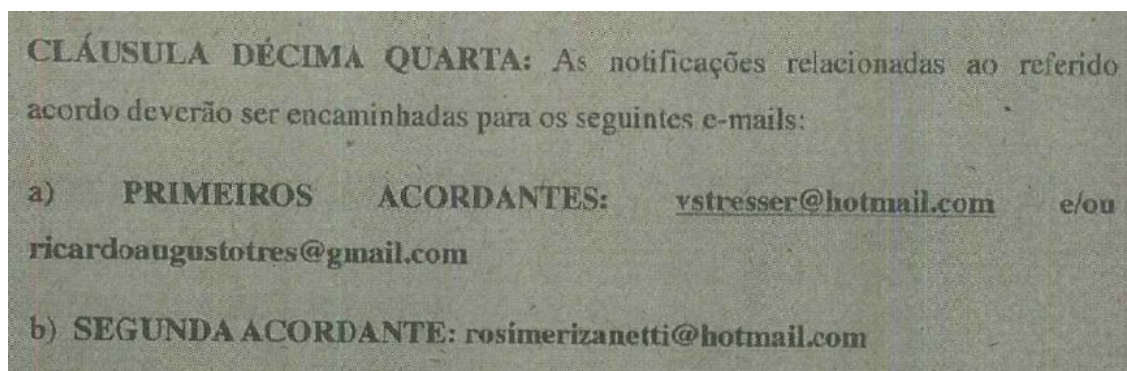 CLÁUSULA DÉCIMA QUARTA: As notificações relacionadas ao referido
acordo deverão ser encaminhadas para os seguintes e-mails:
a) PRIMEIROS ACORDANTES: vstresser@hotmail.com e/ou
ricardoaugustotres@gmail.com
b) SEGUNDA ACORDANTE: rosimerizanetti@hotmail.com